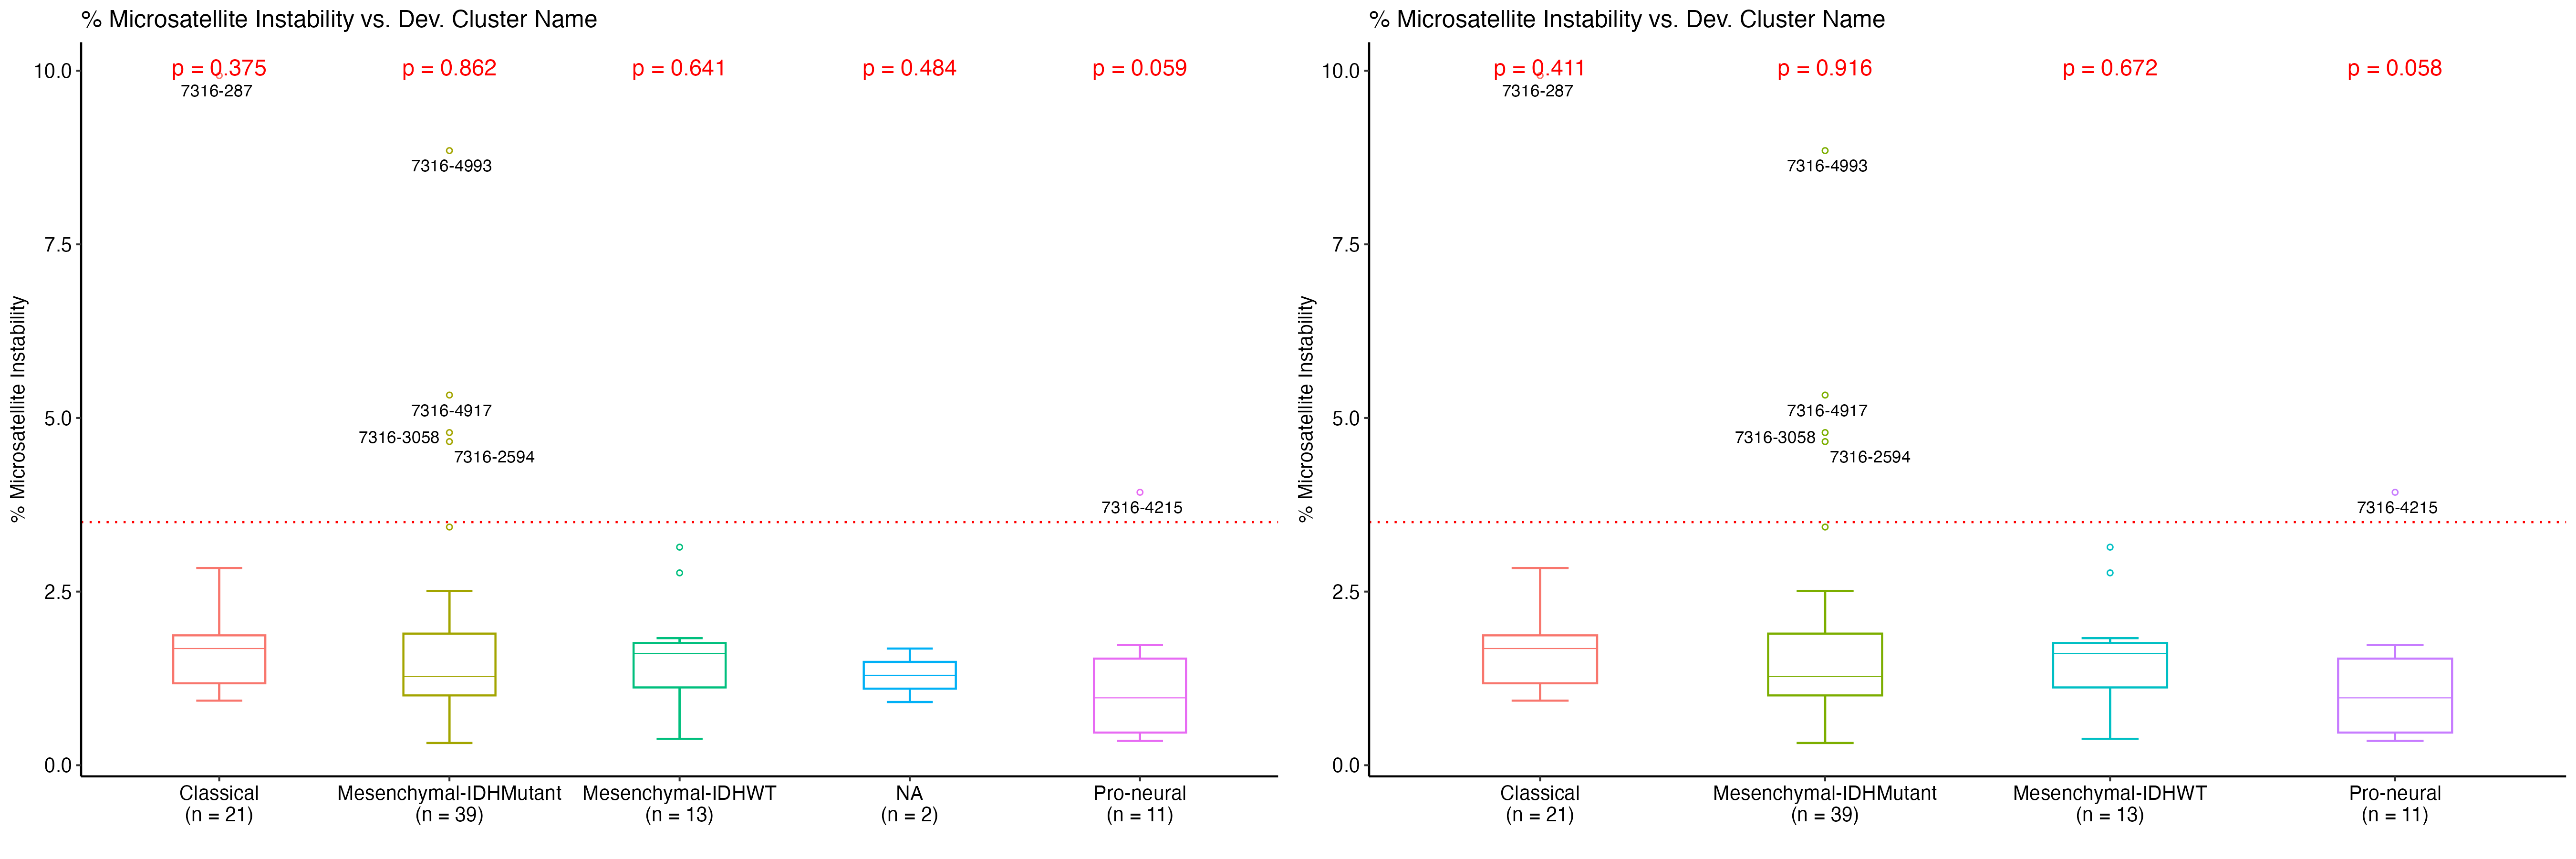 % Microsatellite Instability vs. Dev. Cluster Name
% Microsatellite Instability
10.0
7.5
5.0
2.5
0.0
p = 0.375
p = 0.862
p = 0.641
p = 0.484
p = 0.059
7316-287
7316-4993
7316-4917
7316-3058
7316-2594
7316-4215
Classical
(n = 21)
Mesenchymal-IDHMutant
(n = 39)
Mesenchymal-IDHWT
(n = 13)
NA
(n = 2)
Pro-neural
(n = 11)
% Microsatellite Instability vs. Dev. Cluster Name
% Microsatellite Instability
10.0
7.5
5.0
2.5
0.0
p = 0.411
p = 0.916
p = 0.672
p = 0.058
7316-287
7316-4993
7316-4917
7316-3058
7316-2594
7316-4215
Classical
(n = 21)
Mesenchymal-IDHMutant
(n = 39)
Mesenchymal-IDHWT
(n = 13)
Pro-neural
(n = 11)